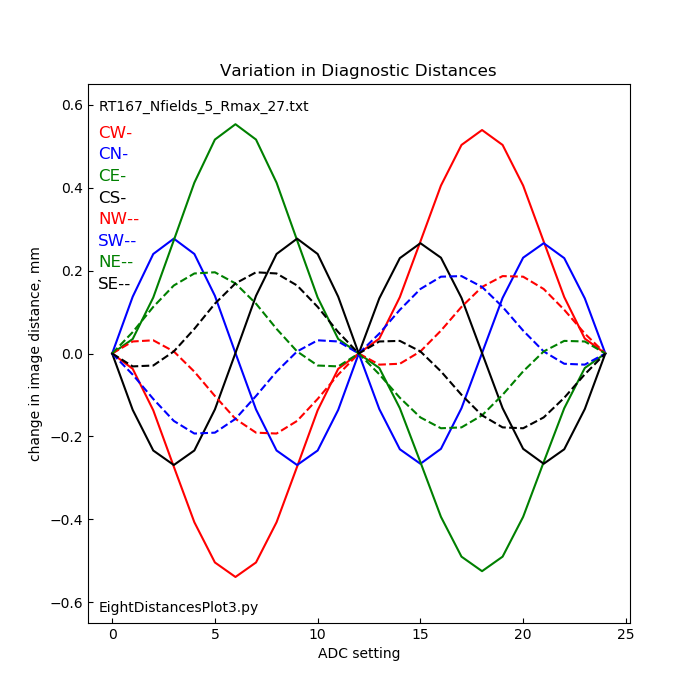 Variation in Diagnostic Distances
RT167_Nfields_5_Rmax_27.txt
CW-
CN-
CE-
CS-
NW--
SW--
NE--
SE--
0.6
0.4
0.2
0.0
−0.2
−0.4
−0.6
change in image distance, mm
EightDistancesPlot3.py
0 5 10 15 20 25
ADC setting